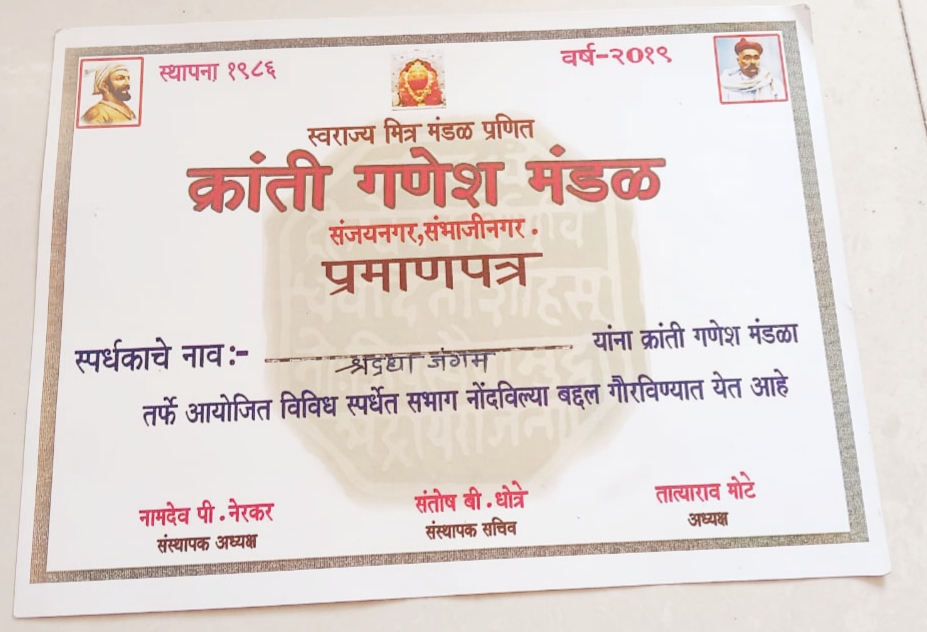 स्थापना १९८६
वर्ष-२०१९
स्वराज्य मित्र मंडळ प्रणित
क्रांती गणेश मंडळ
संजयनगर,संभाजीनगर.
प्रमाणपत्र
स्पर्धकाचे नाव:- श्रद्धा जंगम यांना क्रांती गणेश मंडळा
तर्फे आयोजित विविध स्पर्धेत सभाग नोंदविल्या बद्दल गौरविण्यात येत आहे
नामदेव पी.नेरकर
संस्थापक अध्यक्ष
संतोष बी.धोत्रे
संस्थापक सचिव
तात्याराव मोटे
अध्यक्ष